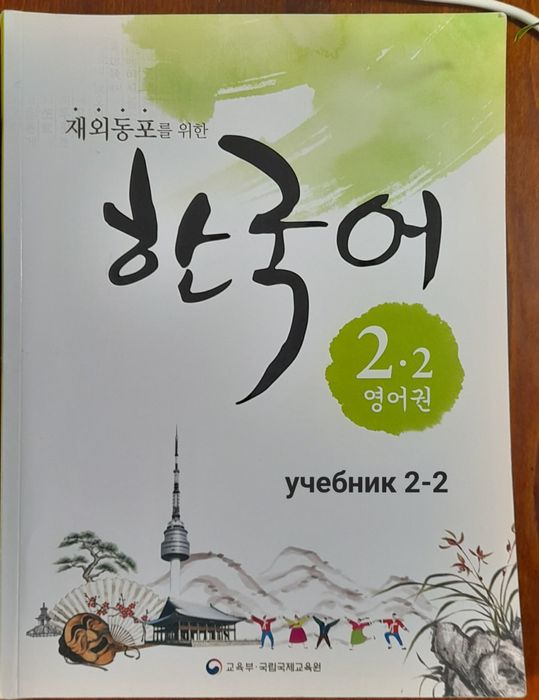 재외동포를 위한
한국어
2·2
영어권
учебник 2-2
교육부·국립국제교육원